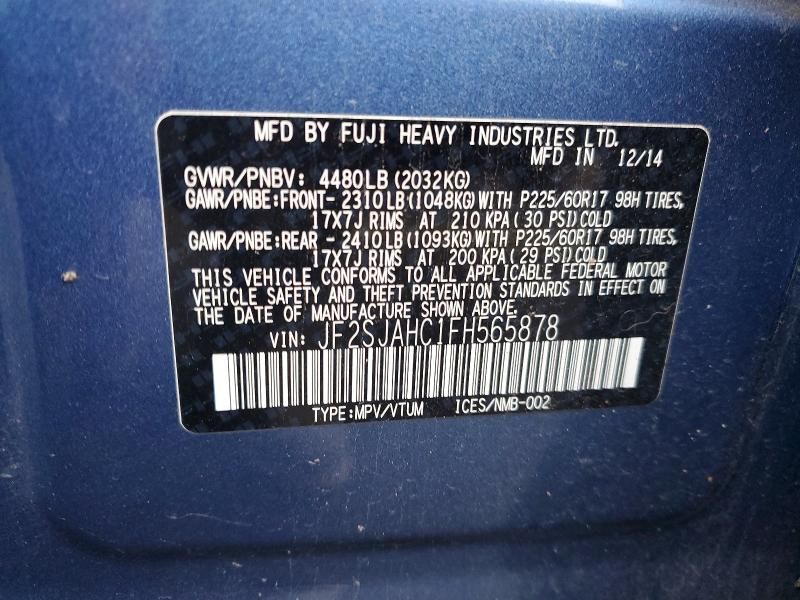 MFD BY FUJI HEAVY INDUSTRIES LTD.
MFD IN 12/14
GVWR/PNBV: 4480LB (2032KG)
GAWR/PNBE:FRONT- 2310LB(1048KG)WITH P225/60R17 98H TIRES,
17X7J RIMS AT 210 KPA( 30 PSI)COLD
GAWR/PNBE:REAR - 2410LB(1093KG)WITH P225/60R17 98H TIRES,
17X7J RIMS AT 200 KPA( 29 PSI)COLD
THIS VEHICLE CONFORMS TO ALL APPLICABLE FEDERAL MOTOR
VEHICLE SAFETY AND THEFT PREVENTION STANDARDS IN EFFECT ON
THE DATE OF MANUFACTURE SHOWN ABOVE.
VIN: JF2SJAHC1FH565878
TYPE:MPV/VTUM ICES/NMB-002